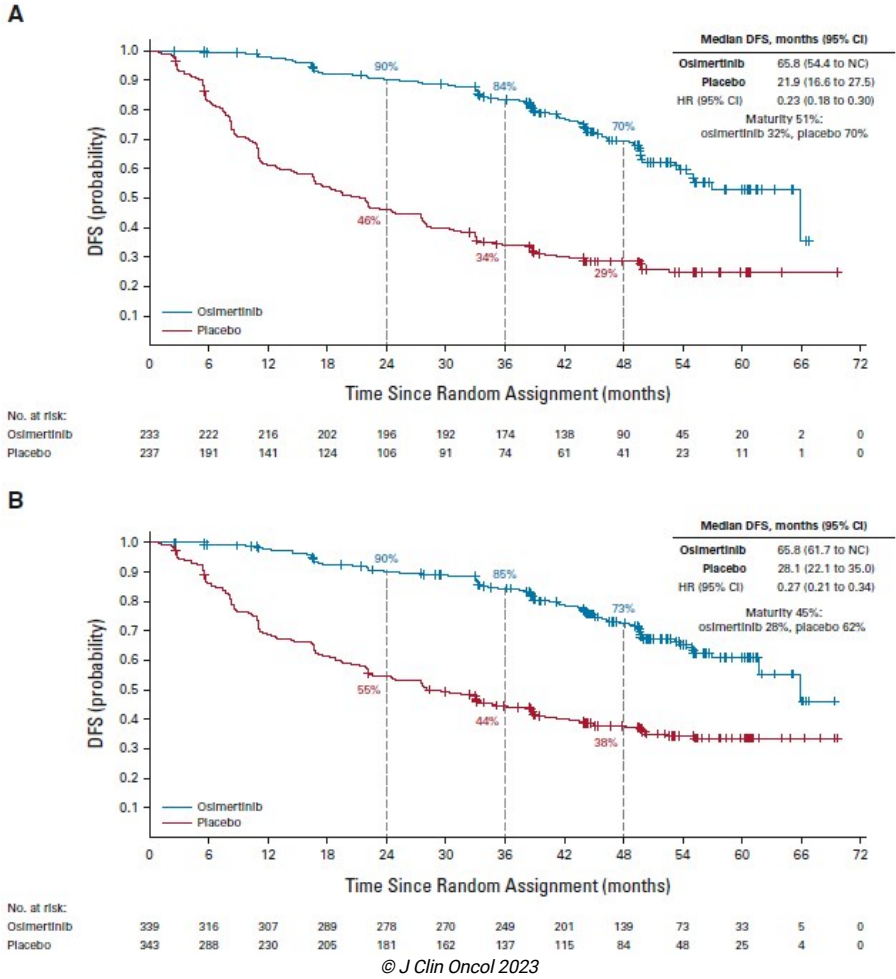 A
Median DFS, months (95% CI)
Osimertinib 65.8 (54.4 to NC)
Placebo 21.9 (16.6 to 27.5)
HR (95% CI) 0.23 (0.18 to 0.30)
Maturity 51%:
osimertinib 32%, placebo 70%
DFS (probability)
1.0
0.9
0.8
0.7
0.6
0.5
0.4
0.3
0.2
0.1
90%
84%
70%
46%
34%
29%
Osimertinib
Placebo
0 6 12 18 24 30 36 42 48 54 60 66 72
Time Since Random Assignment (months)
No. at risk:
Osimertinib 233 222 216 202 196 192 174 138 90 45 20 2 0
Placebo 237 191 141 124 106 91 74 61 41 23 11 1 0
B
Median DFS, months (95% CI)
Osimertinib 65.8 (61.7 to NC)
Placebo 28.1 (22.1 to 35.0)
HR (95% CI) 0.27 (0.21 to 0.34)
Maturity 45%:
osimertinib 28%, placebo 62%
DFS (probability)
1.0
0.9
0.8
0.7
0.6
0.5
0.4
0.3
0.2
0.1
90%
85%
73%
55%
44%
38%
Osimertinib
Placebo
0 6 12 18 24 30 36 42 48 54 60 66 72
Time Since Random Assignment (months)
No. at risk:
Osimertinib 339 316 307 289 278 270 249 201 139 73 33 5 0
Placebo 343 288 230 205 181 162 137 115 84 48 25 4 0
© J Clin Oncol 2023